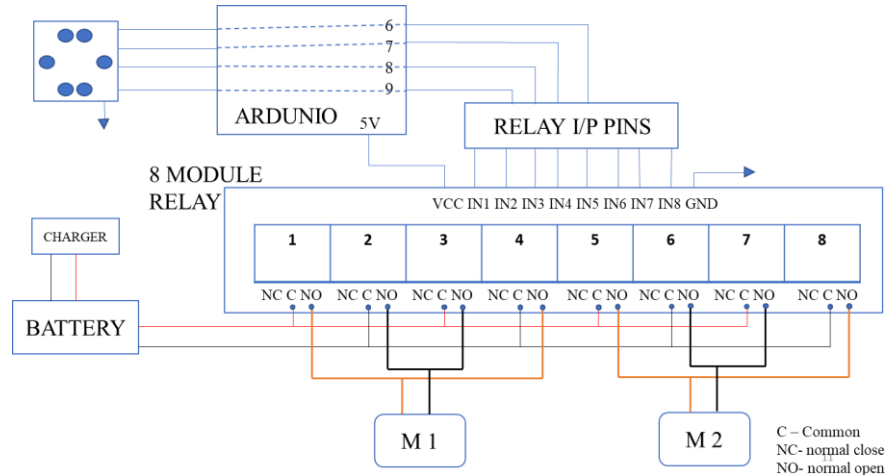 6
7
8
9
ARDUNIO
5V
RELAY I/P PINS
8 MODULE
RELAY
VCC IN1 IN2 IN3 IN4 IN5 IN6 IN7 IN8 GND
1 2 3 4 5 6 7 8
CHARGER
NC C NO NC C NO NC C NO NC C NO NC C NO NC C NO NC C NO NC C NO
BATTERY
M 1
M 2
C – Common
NC- normal close
11
NO- normal open